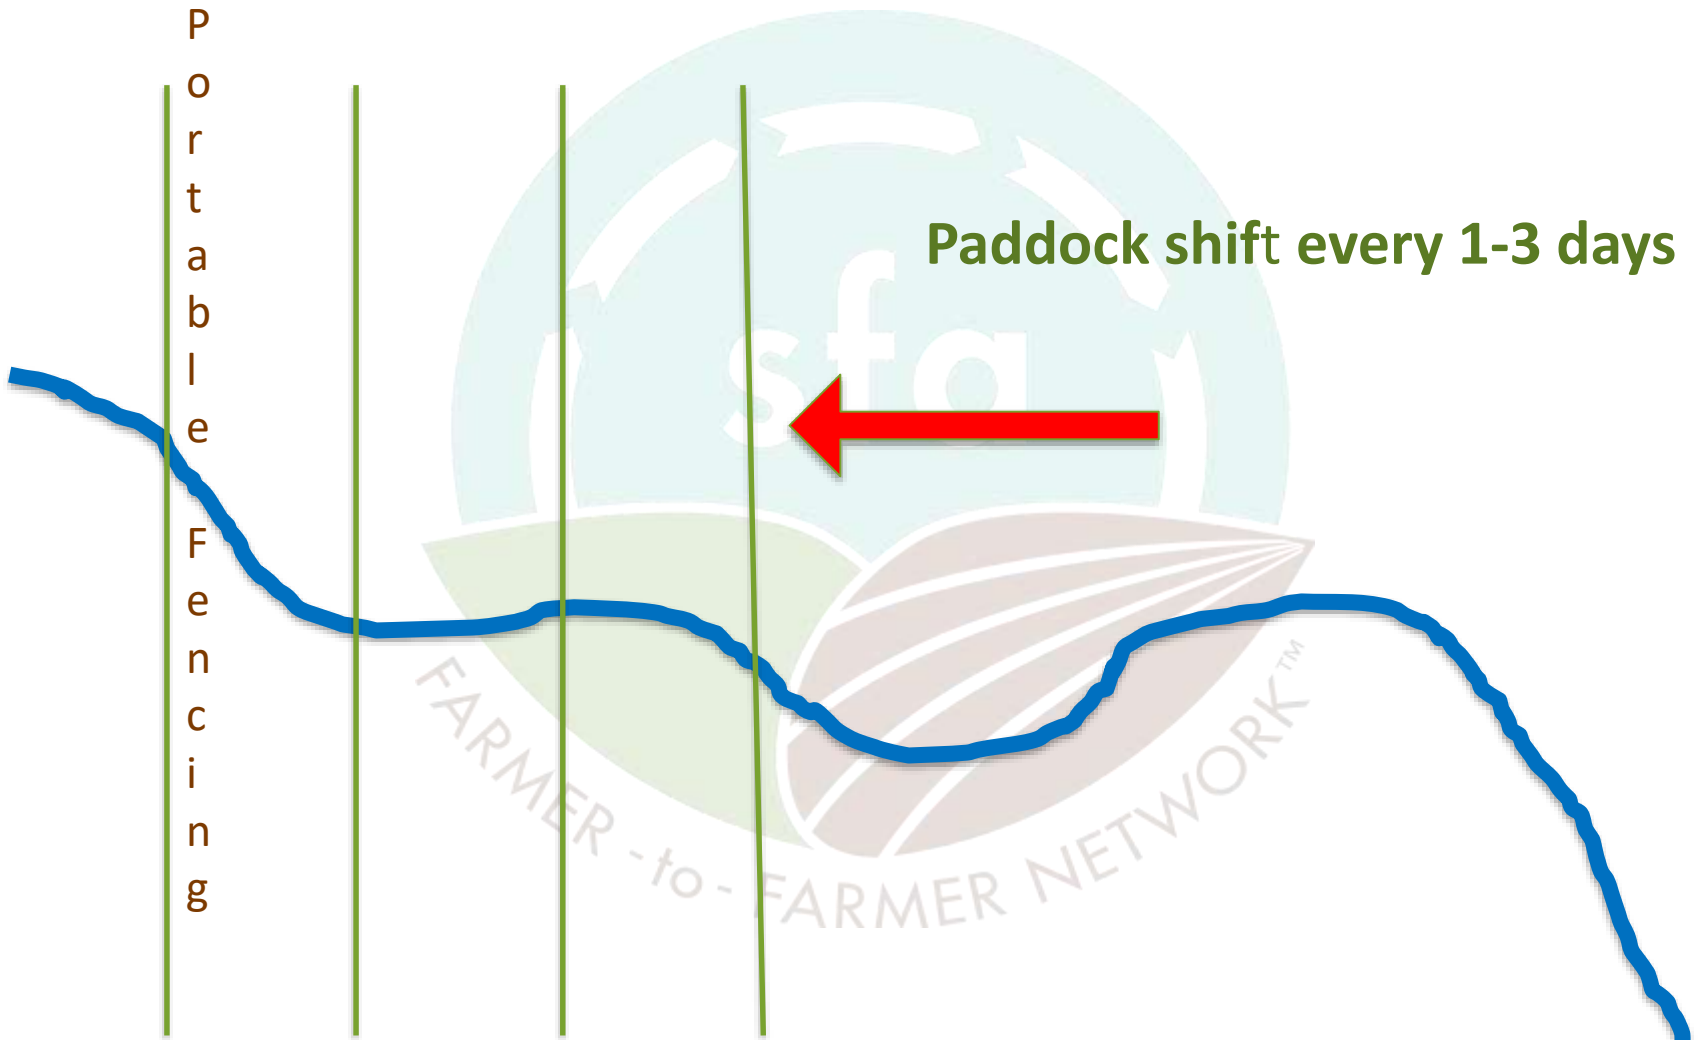 Portable Fencing
Paddock shift every 1-3 days
sfa
FARMER -to- FARMER NETWORK™